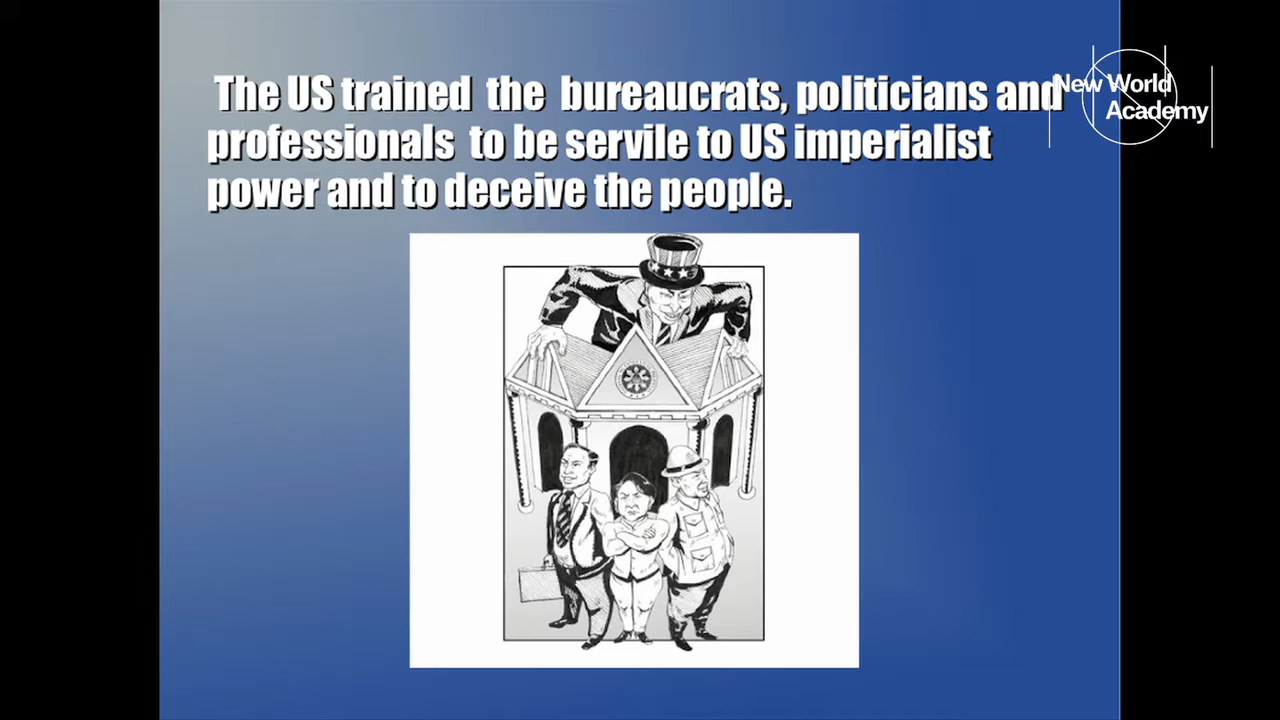 The US trained the bureaucrats, politicians and
professionals to be servile to US imperialist
power and to deceive the people.
New World
Academy